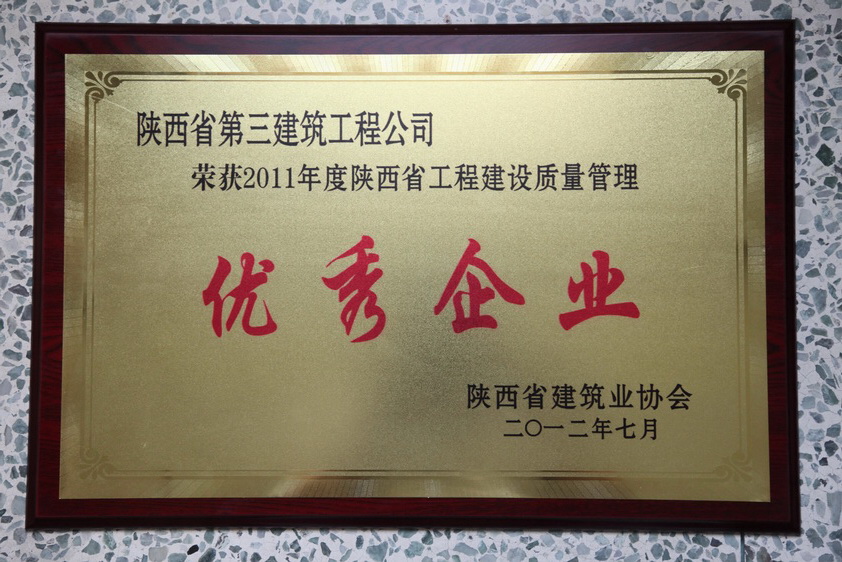 陕西省第三建筑工程公司
荣获2011年度陕西省工程建设质量管理
优秀企业
陕西省建筑业协会
二〇一二年七月